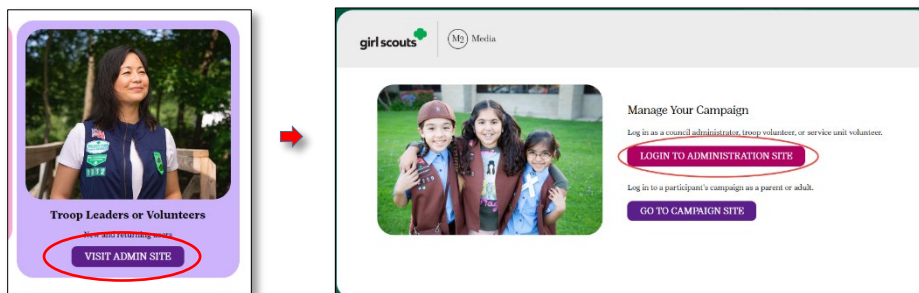 Troop Leaders or Volunteers
New and returning users
VISIT ADMIN SITE
girl scouts
M2 Media
Manage Your Campaign
Log in as a council administrator, troop volunteer, or service unit volunteer.
LOGIN TO ADMINISTRATION SITE
Log in to a participant's campaign as a parent or adult.
GO TO CAMPAIGN SITE